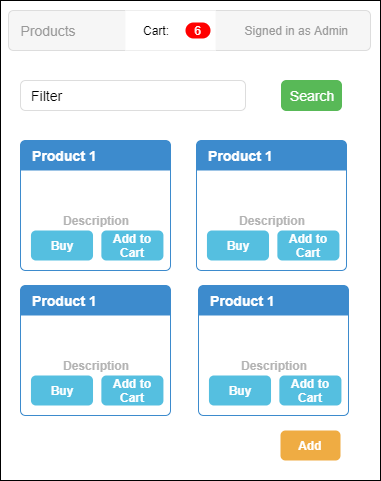 Products Cart: 6 Signed in as Admin
Filter Search
Product 1 Product 1
Description Description
Buy Add to Cart Buy Add to Cart
Product 1 Product 1
Description Description
Buy Add to Cart Buy Add to Cart
Add